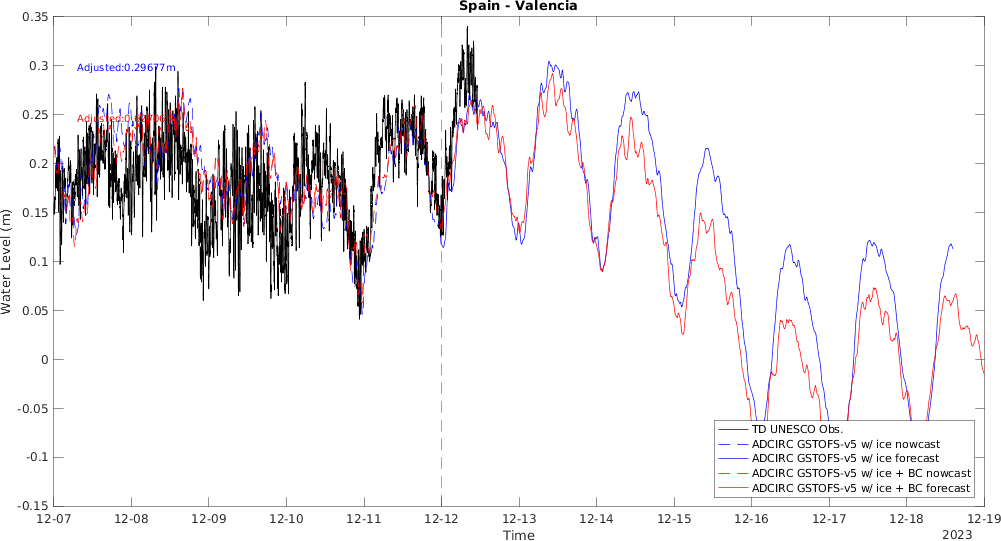 Spain - Valencia
0.35
0.3
0.25
0.2
0.15
0.1
0.05
0
-0.05
-0.1
-0.15
Water Level (m)
Adjusted:0.29677m
TD UNESCO Obs.
ADCIRC GSTOFS-v5 w/ ice nowcast
ADCIRC GSTOFS-v5 w/ ice forecast
ADCIRC GSTOFS-v5 w/ ice + BC nowcast
ADCIRC GSTOFS-v5 w/ ice + BC forecast
12-07 12-08 12-09 12-10 12-11 12-12 12-13 12-14 12-15 12-16 12-17 12-18 12-19
Time
2023